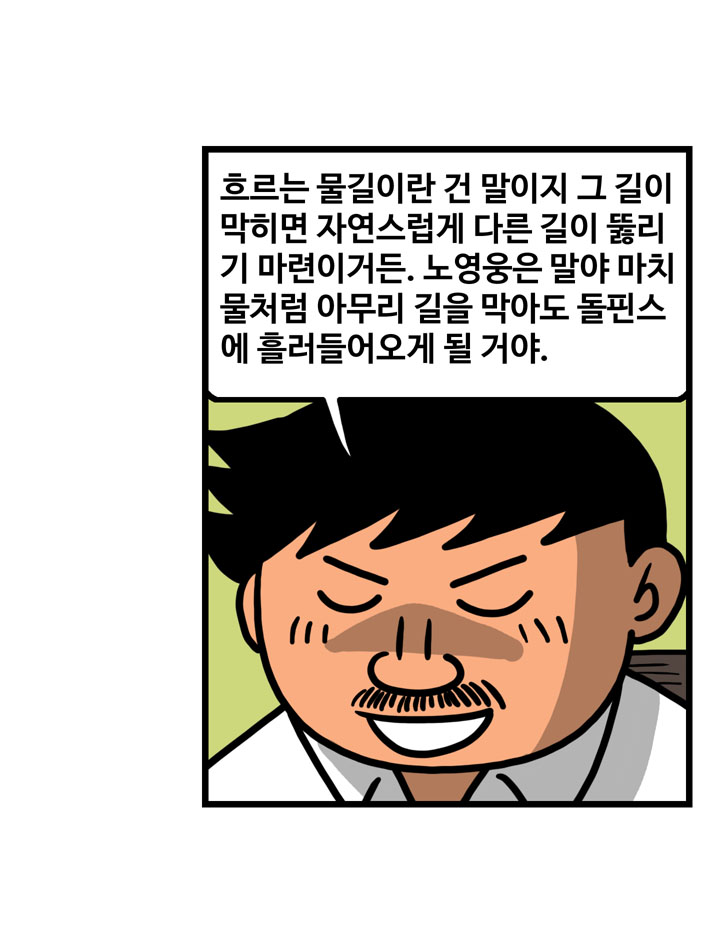 흐르는 물길이란 건 말이지 그 길이
막히면 자연스럽게 다른 길이 뚫리
기 마련이거든. 노영웅은 말야 마치
물처럼 아무리 길을 막아도 돌핀스
에 흘러들어오게 될 거야.